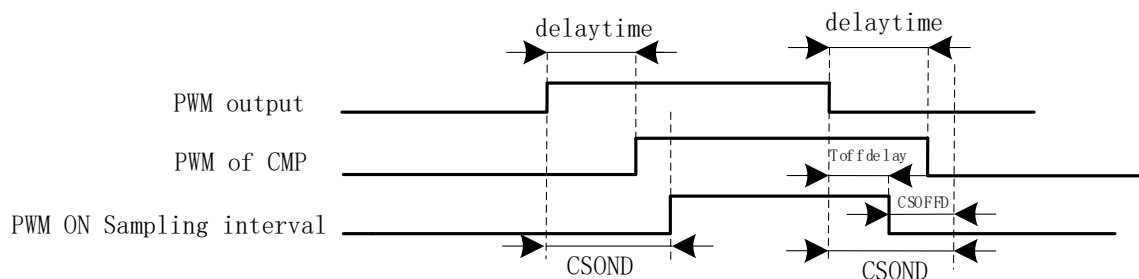 delaytime
delaytime
PWM output
PWM of CMP
Toffdelay
PWM ON Sampling interval
CSOFFD
CSOND
CSOND